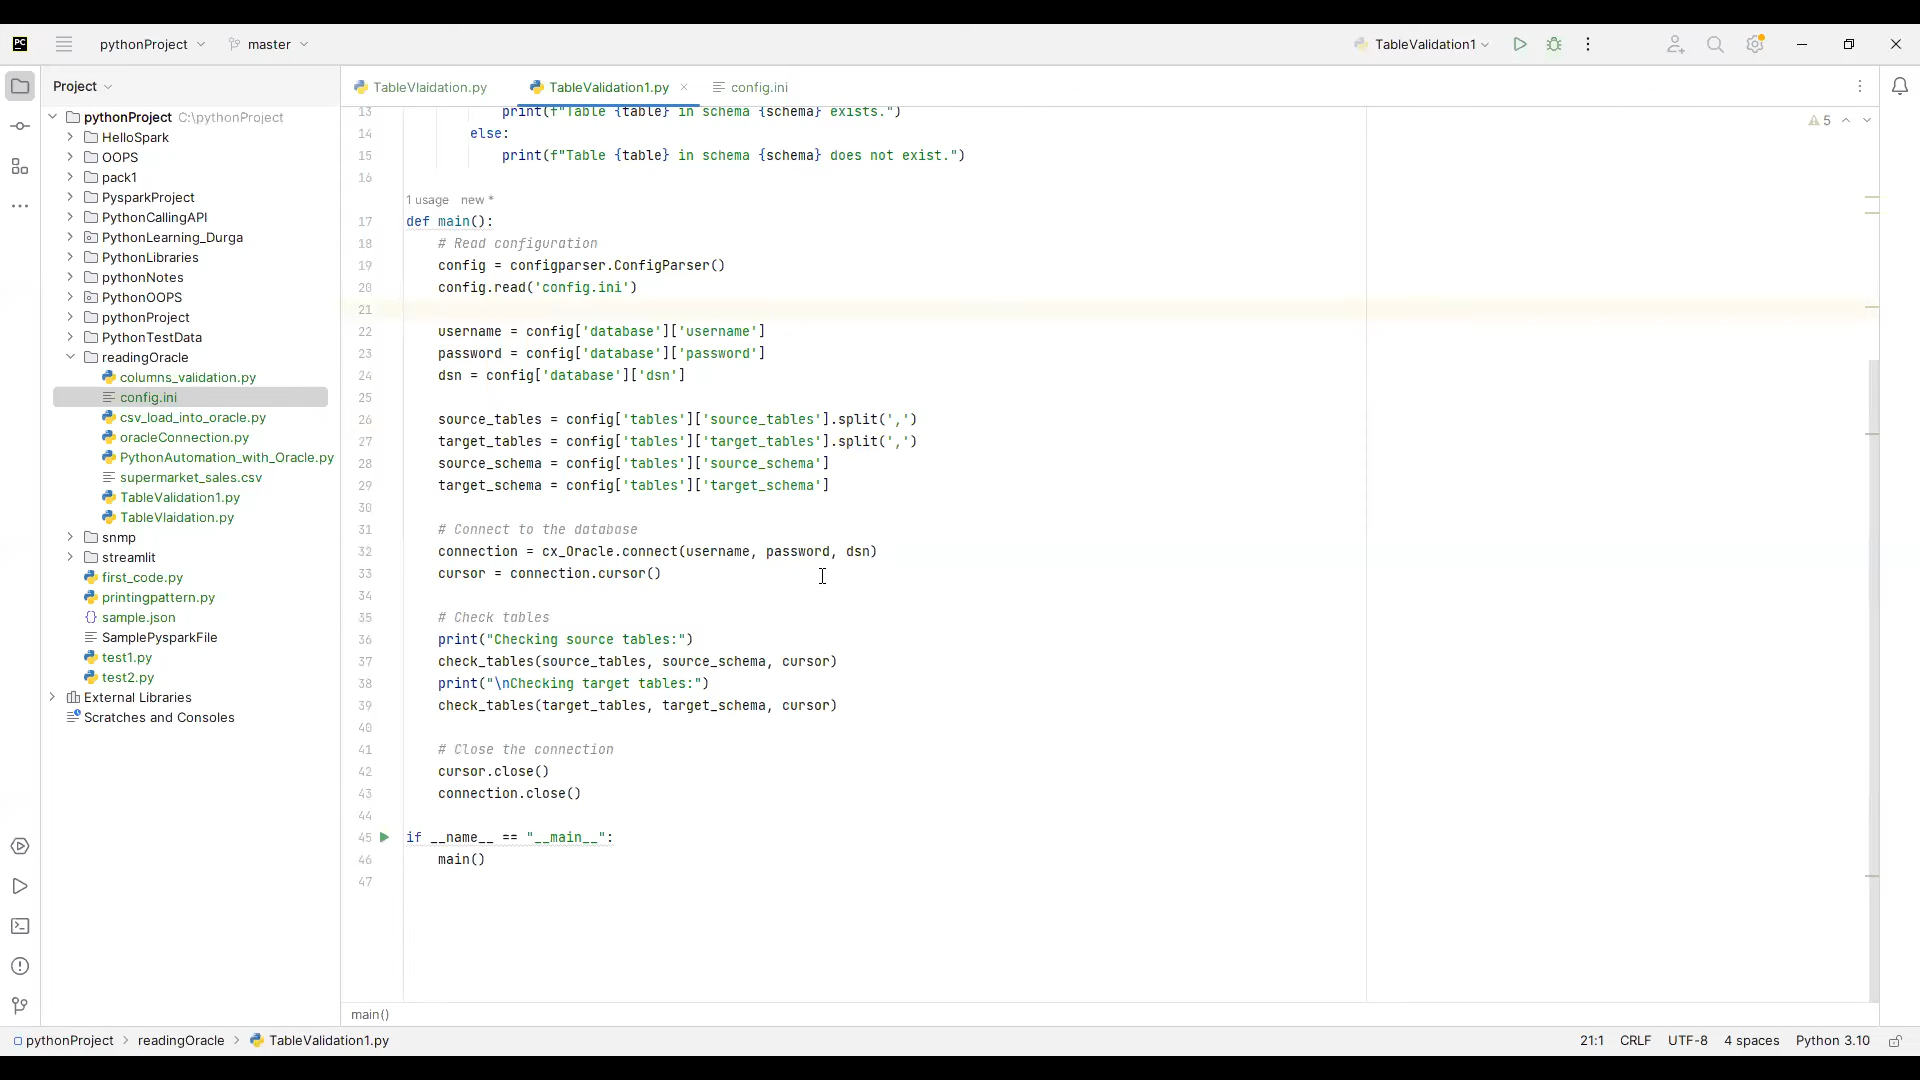 PC pythonProject master TableValidation1
Project
TableVlaidation.py TableValidation1.py config.ini
pythonProject C:\pythonProject
HelloSpark
OOPS
pack1
PysparkProject
PythonCallingAPI
PythonLearning_Durga
PythonLibraries
pythonNotes
PythonOOPS
pythonProject
PythonTestData
readingOracle
columns_validation.py
config.ini
csv_load_into_oracle.py
oracleConnection.py
PythonAutomation_with_Oracle.py
supermarket_sales.csv
TableValidation1.py
TableVlaidation.py
snmp
streamlit
first_code.py
printingpattern.py
sample.json
SamplePysparkFile
test1.py
test2.py
External Libraries
Scratches and Consoles
5
13 print(f"Table {table} in schema {schema} exists.")
14 else:
15 print(f"Table {table} in schema {schema} does not exist.")
16
1 usage new *
17 def main():
18 # Read configuration
19 config = configparser.ConfigParser()
20 config.read('config.ini')
21
22 username = config['database']['username']
23 password = config['database']['password']
24 dsn = config['database']['dsn']
25
26 source_tables = config['tables']['source_tables'].split(',')
27 target_tables = config['tables']['target_tables'].split(',')
28 source_schema = config['tables']['source_schema']
29 target_schema = config['tables']['target_schema']
30
31 # Connect to the database
32 connection = cx_Oracle.connect(username, password, dsn)
33 cursor = connection.cursor()
34
35 # Check tables
36 print("Checking source tables:")
37 check_tables(source_tables, source_schema, cursor)
38 print("\nChecking target tables:")
39 check_tables(target_tables, target_schema, cursor)
40
41 # Close the connection
42 cursor.close()
43 connection.close()
44
45 if __name__ == "__main__":
46 main()
47
main()
pythonProject > readingOracle > TableValidation1.py 21:1 CRLF UTF-8 4 spaces Python 3.10